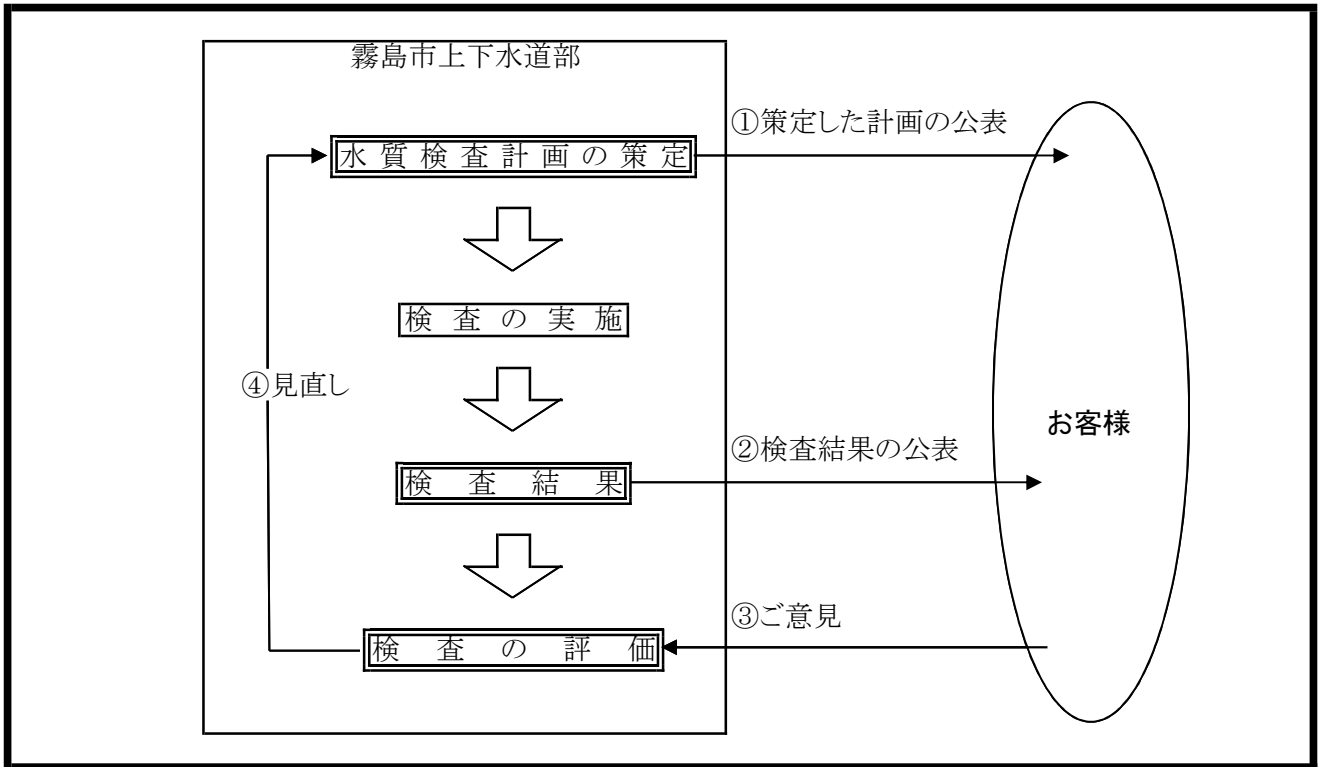 霧島市上下水道部
①策定した計画の公表
水質検査計画の策定
検査の実施
④見直し
お客様
②検査結果の公表
検査結果
③ご意見
検査の評価